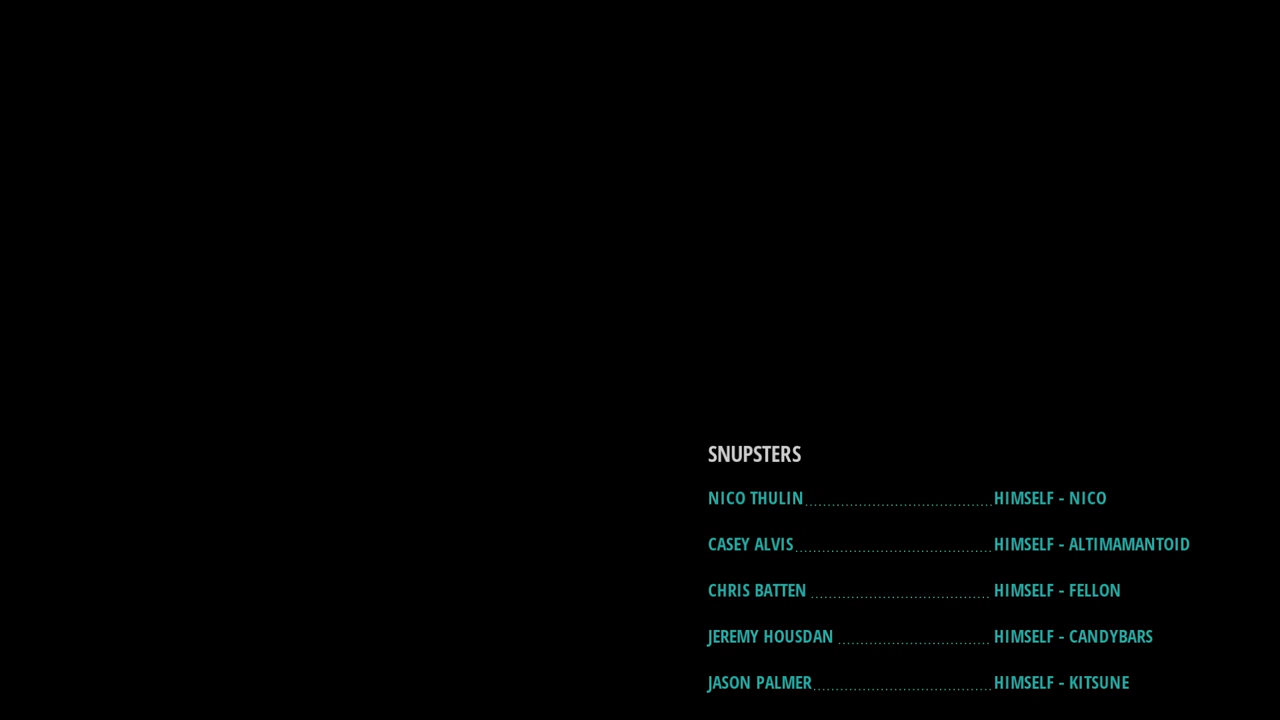 SNUPSTERS
NICO THULIN HIMSELF - NICO
CASEY ALVIS HIMSELF - ALTIMAMANTOID
CHRIS BATTEN HIMSELF - FELLON
JEREMY HOUSDAN HIMSELF - CANDYBARS
JASON PALMER HIMSELF - KITSUNE